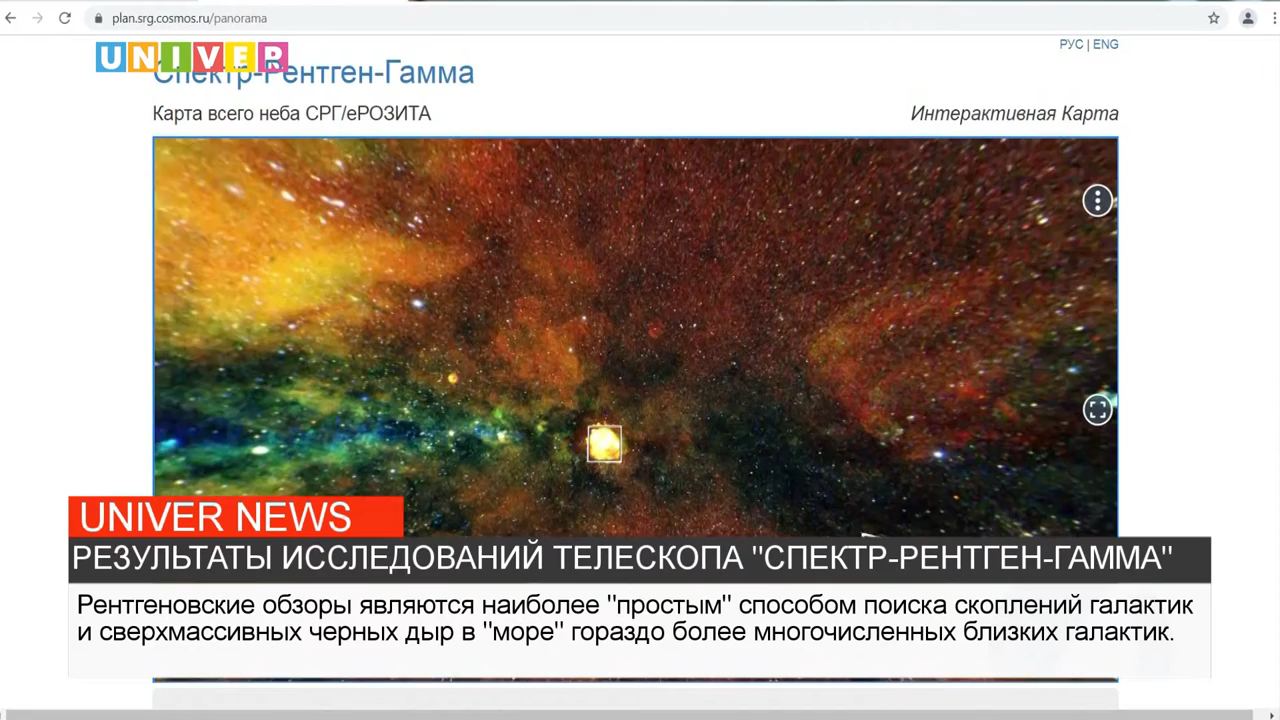 plan.srg.cosmos.ru/panorama
РУС | ENG
UNIVER
Спектр-Рентген-Гамма
Карта всего неба СРГ/еРОЗИТА
Интерактивная Карта
UNIVER NEWS
РЕЗУЛЬТАТЫ ИССЛЕДОВАНИЙ ТЕЛЕСКОПА "СПЕКТР-РЕНТГЕН-ГАММА"
Рентгеновские обзоры являются наиболее "простым" способом поиска скоплений галактик
и сверхмассивных черных дыр в "море" гораздо более многочисленных близких галактик.